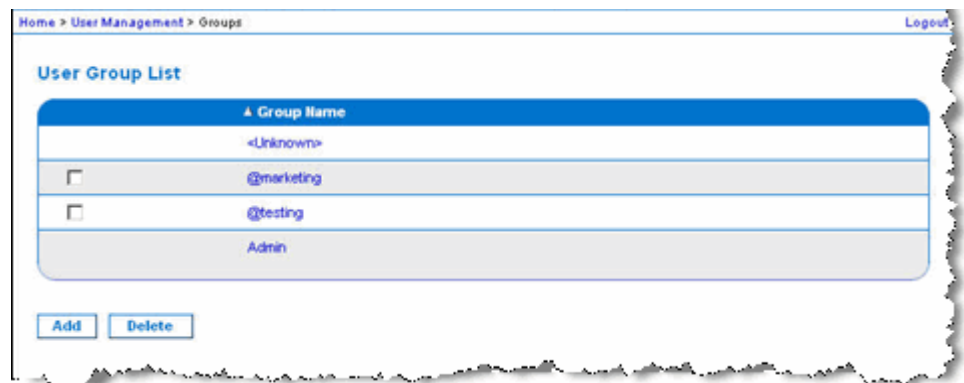 Home > User Management > Groups
Logout
User Group List
▲ Group Name
<Unknown>
@marketing
@testing
Admin
Add
Delete